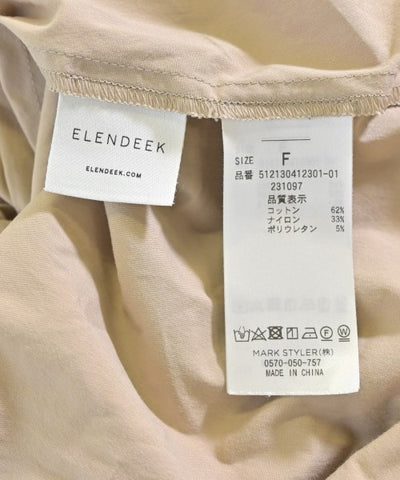 ELENDEEK
ELENDEEK.COM
SIZE F
品番 512130412301-01
231097
品質表示
コットン 62%
ナイロン 33%
ポリウレタン 5%
MARK STYLER(株)
0570-050-757
MADE IN CHINA